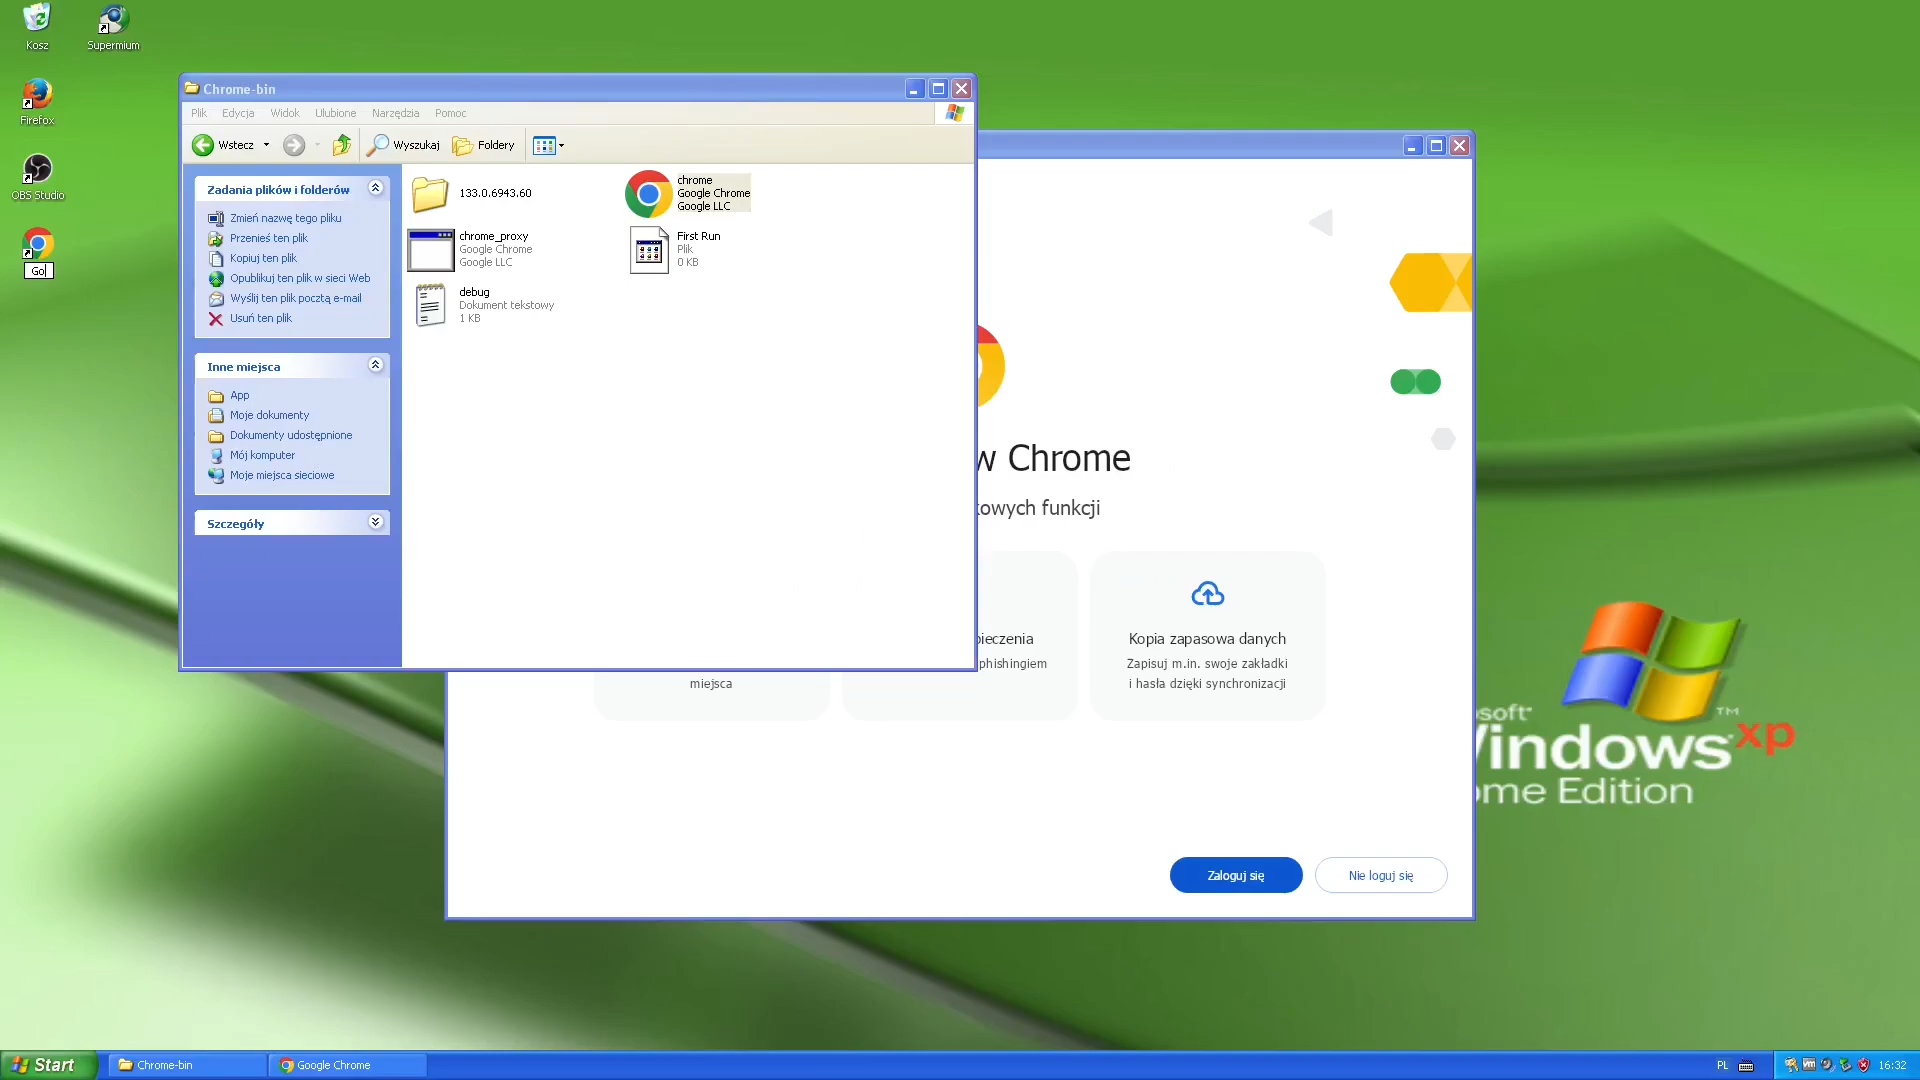 Kosz
Supermium
Firefox
OBS Studio
Go
Chrome-bin
Plik
Edycja
Widok
Ulubione
Narzędzia
Pomoc
Wstecz
Wyszukaj
Foldery
Zadania plików i folderów
Zmień nazwę tego pliku
Przenieś ten plik
Kopiuj ten plik
Opublikuj ten plik w sieci Web
Wyślij ten plik pocztą e-mail
Usuń ten plik
Inne miejsca
App
Moje dokumenty
Dokumenty udostępnione
Mój komputer
Moje miejsca sieciowe
Szczegóły
133.0.6943.60
chrome
Google Chrome
Google LLC
chrome_proxy
Google Chrome
Google LLC
First Run
Plik
0 KB
debug
Dokument tekstowy
1 KB
w Chrome
kowych funkcji
miejsca
pieczenia
phishingiem
Kopia zapasowa danych
Zapisuj m.in. swoje zakładki
i hasła dzięki synchronizacji
Zaloguj się
Nie loguj się
soft®
Windows xp ™
ome Edition
Start
Chrome-bin
Google Chrome
PL
16:32